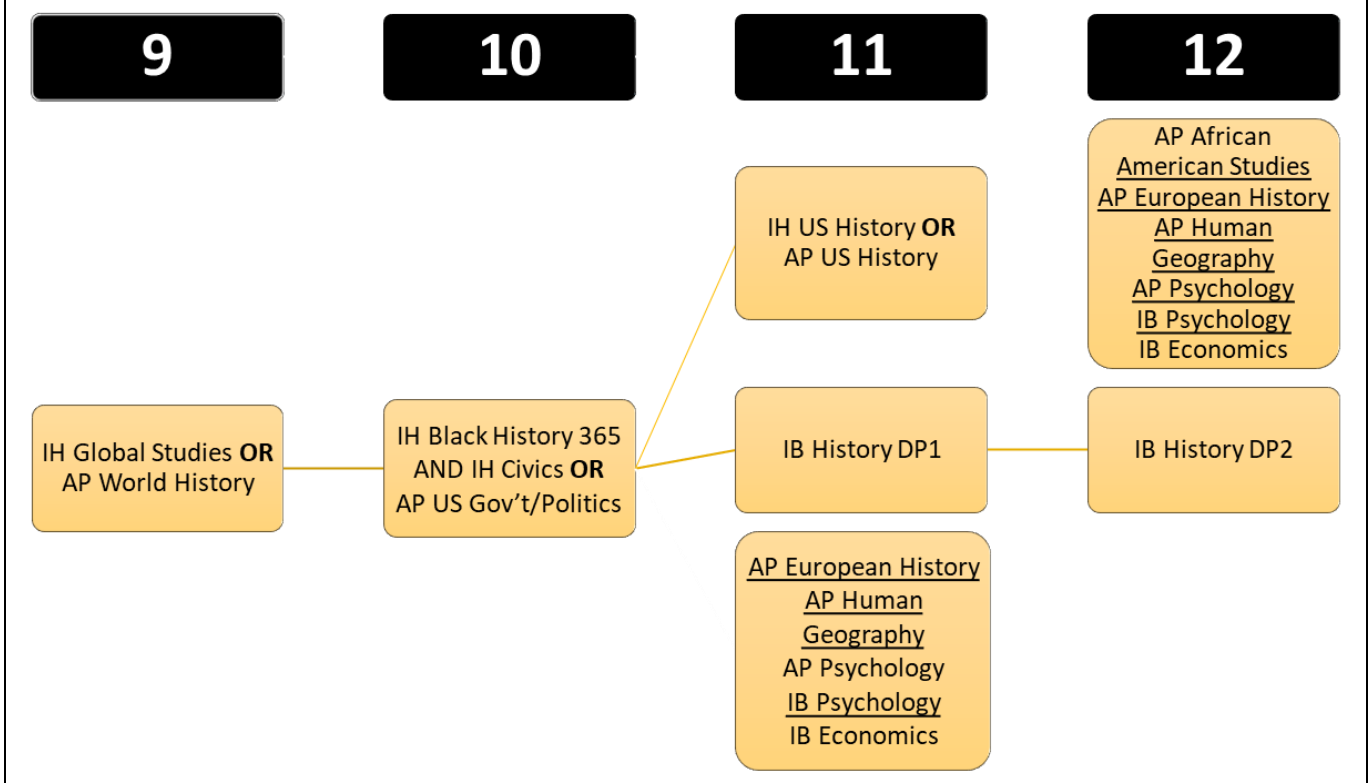 9
10
11
12
IH Global Studies OR
AP World History
IH Black History 365
AND IH Civics OR
AP US Gov’t/Politics
IH US History OR
AP US History
IB History DP1
AP European History
AP Human
Geography
AP Psychology
IB Psychology
IB Economics
AP African
American Studies
AP European History
AP Human
Geography
AP Psychology
IB Psychology
IB Economics
IB History DP2